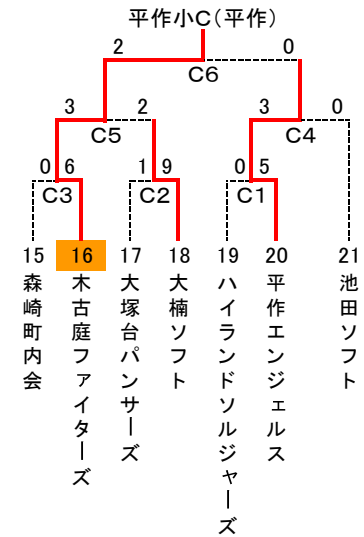 平作小C(平作)
2 0
C6
3 2 3 0
C5 C4
0 6 1 9 0 5
C3 C2 C1
15 16 17 18 19 20 21
森崎町内会
木古庭ファイターズ
大塚台パンサーズ
大楠ソフト
ハイランドソルジャーズ
平作エンジェルス
池田ソフト